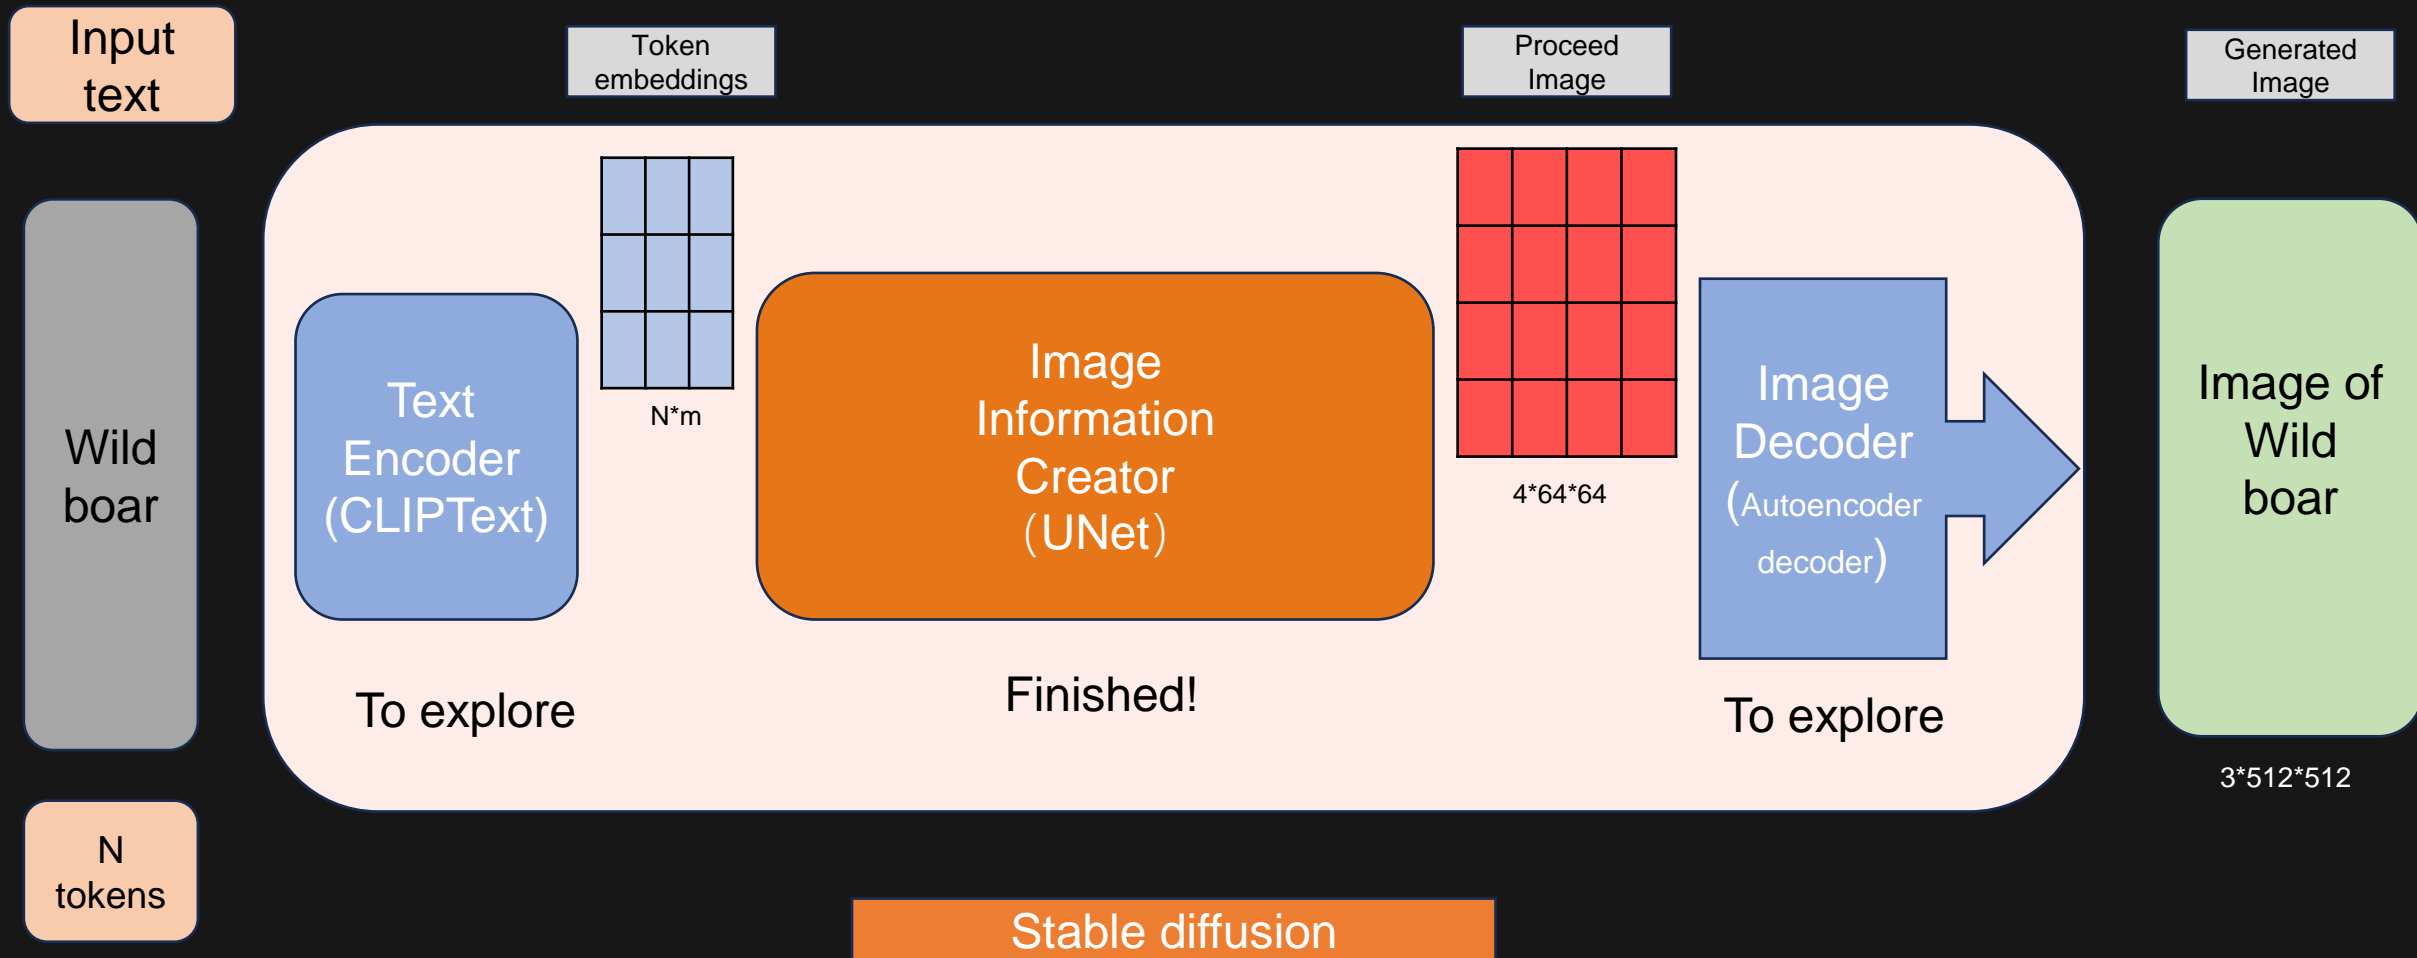 Input
text
Token
embeddings
Proceed
Image
Generated
Image
Wild
boar
Text
Encoder
(CLIPText)
N*m
Image
Information
Creator
（UNet）
4*64*64
Image
Decoder
(Autoencoder
decoder)
Image of
Wild
boar
To explore
Finished!
To explore
3*512*512
N
tokens
Stable diffusion